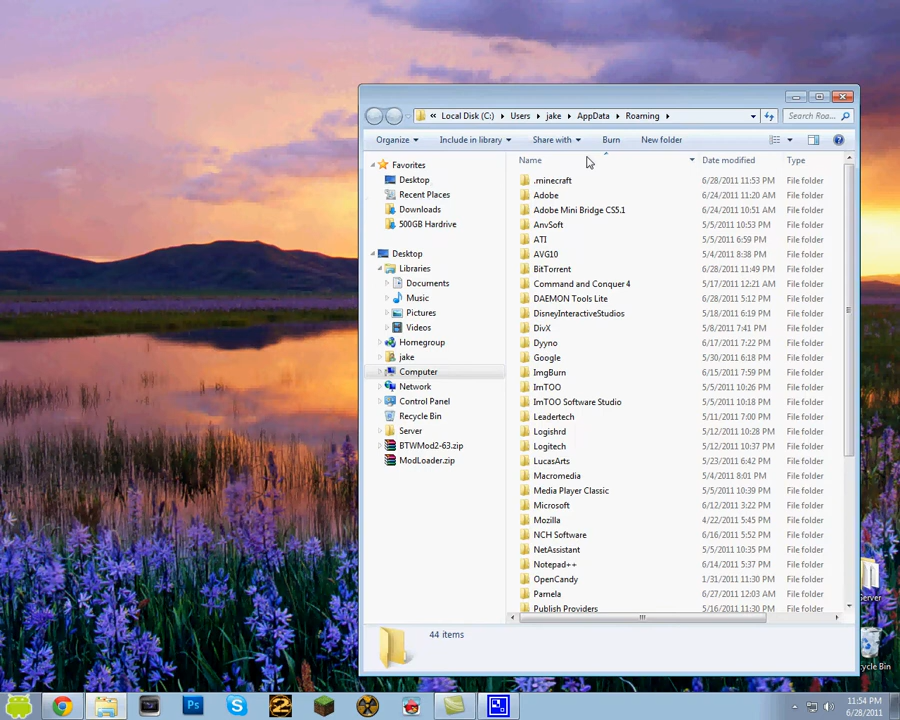 « Local Disk (C:) Users jake AppData Roaming Search Roa...
Organize Include in library Share with Burn New folder
Favorites
Desktop
Recent Places
Downloads
500GB Hardrive
Desktop
Libraries
Documents
Music
Pictures
Videos
Homegroup
jake
Computer
Network
Control Panel
Recycle Bin
Server
BTWMod2-63.zip
ModLoader.zip
Name Date modified Type
.minecraft 6/28/2011 11:53 PM File folder
Adobe 6/24/2011 11:20 AM File folder
Adobe Mini Bridge CS5.1 6/24/2011 10:51 AM File folder
AnvSoft 5/5/2011 10:53 PM File folder
ATI 5/5/2011 6:59 PM File folder
AVG10 5/4/2011 8:38 PM File folder
BitTorrent 6/28/2011 11:49 PM File folder
Command and Conquer 4 5/17/2011 12:21 AM File folder
DAEMON Tools Lite 6/28/2011 5:12 PM File folder
DisneyInteractiveStudios 5/18/2011 6:19 PM File folder
DivX 5/8/2011 7:41 PM File folder
Dyyno 6/17/2011 7:22 PM File folder
Google 5/30/2011 6:18 PM File folder
ImgBurn 6/15/2011 7:59 PM File folder
ImTOO 5/5/2011 10:26 PM File folder
ImTOO Software Studio 5/5/2011 10:18 PM File folder
Leadertech 5/11/2011 7:00 PM File folder
Logishrd 5/12/2011 10:28 PM File folder
Logitech 5/12/2011 10:37 PM File folder
LucasArts 5/23/2011 6:42 PM File folder
Macromedia 5/4/2011 8:01 PM File folder
Media Player Classic 5/5/2011 10:39 PM File folder
Microsoft 6/12/2011 3:22 PM File folder
Mozilla 4/22/2011 5:45 PM File folder
NCH Software 6/16/2011 5:52 PM File folder
NetAssistant 5/5/2011 10:35 PM File folder
Notepad++ 6/14/2011 5:37 PM File folder
OpenCandy 1/31/2011 11:30 PM File folder
Pamela 6/27/2011 12:03 AM File folder
Publish Providers 5/16/2011 11:30 PM File folder
44 items
Server
cycle Bin
Ps
2
11:54 PM
6/28/2011